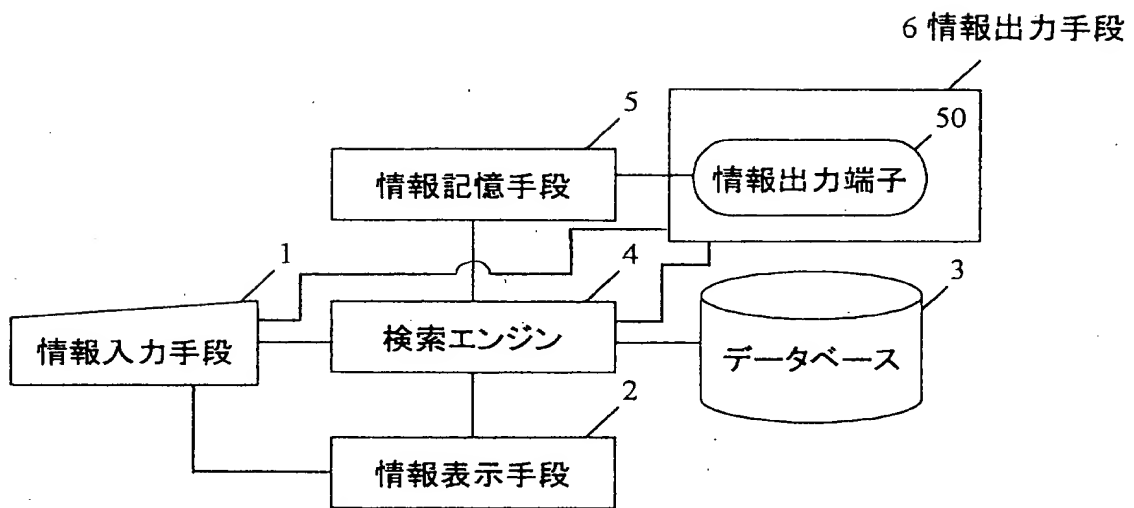 6 情報出力手段
5
50
情報記憶手段
情報出力端子
1
4
3
情報入力手段
検索エンジン
データベース
2
情報表示手段